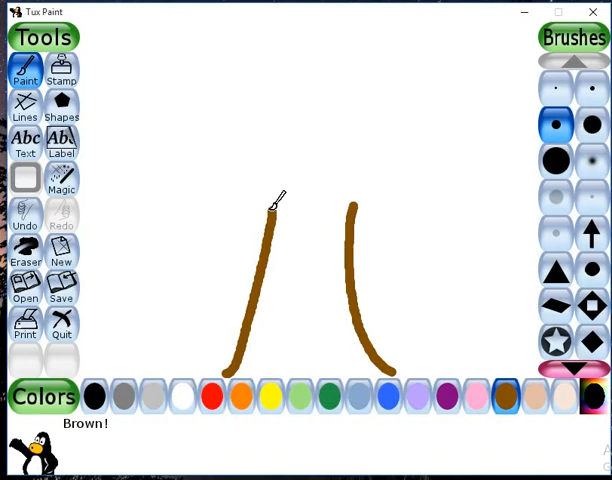 Tux Paint
Tools
Brushes
Paint
Stamp
Lines
Shapes
Abc
Text
Abc
Label
Magic
Undo
Redo
Eraser
New
Open
Save
Print
Quit
Colors
Brown!